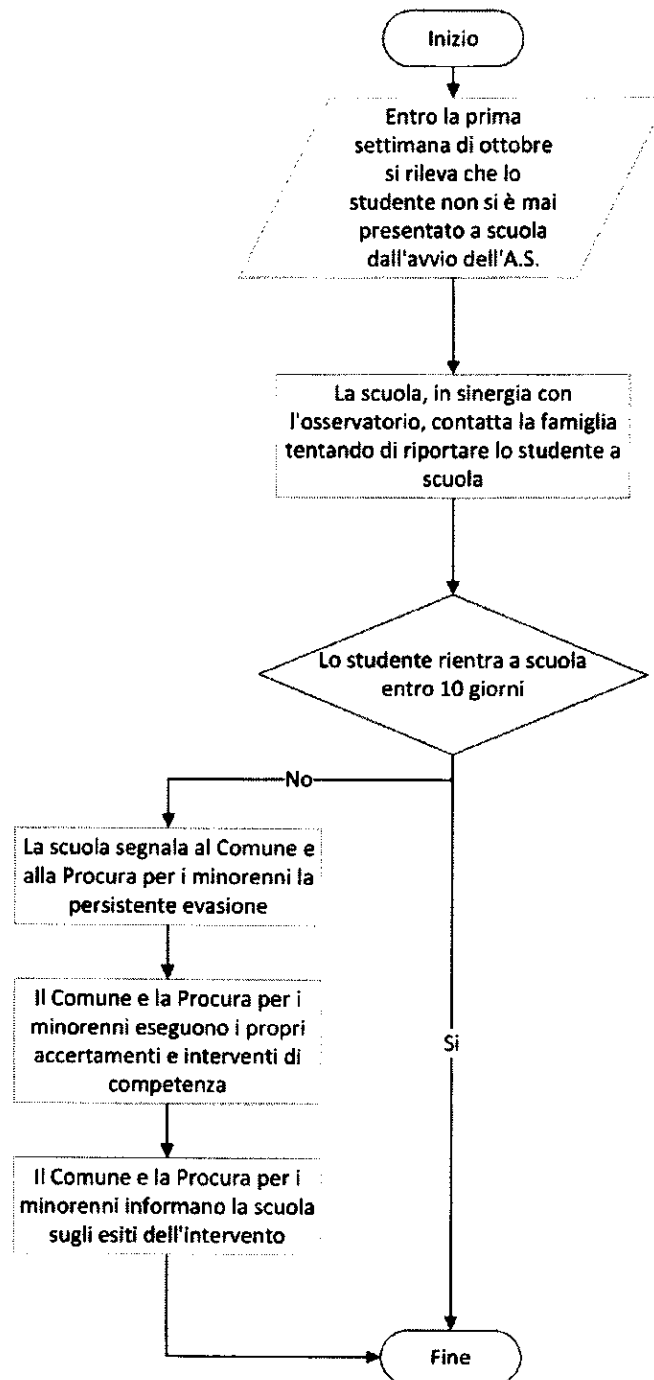 Inizio
Entro la prima
settimana di ottobre
si rileva che lo
studente non si è mai
presentato a scuola
dall'avvio dell'A.S.
La scuola, in sinergia con
l'osservatorio, contatta la famiglia
tentando di riportare lo studente a
scuola
Lo studente rientra a scuola
entro 10 giorni
No
La scuola segnala al Comune e
alla Procura per i minorenni la
persistente evasione
Il Comune e la Procura per i
minorenni eseguono i propri
accertamenti e interventi di
competenza
Si
Il Comune e la Procura per i
minorenni informano la scuola
sugli esiti dell'intervento
Fine